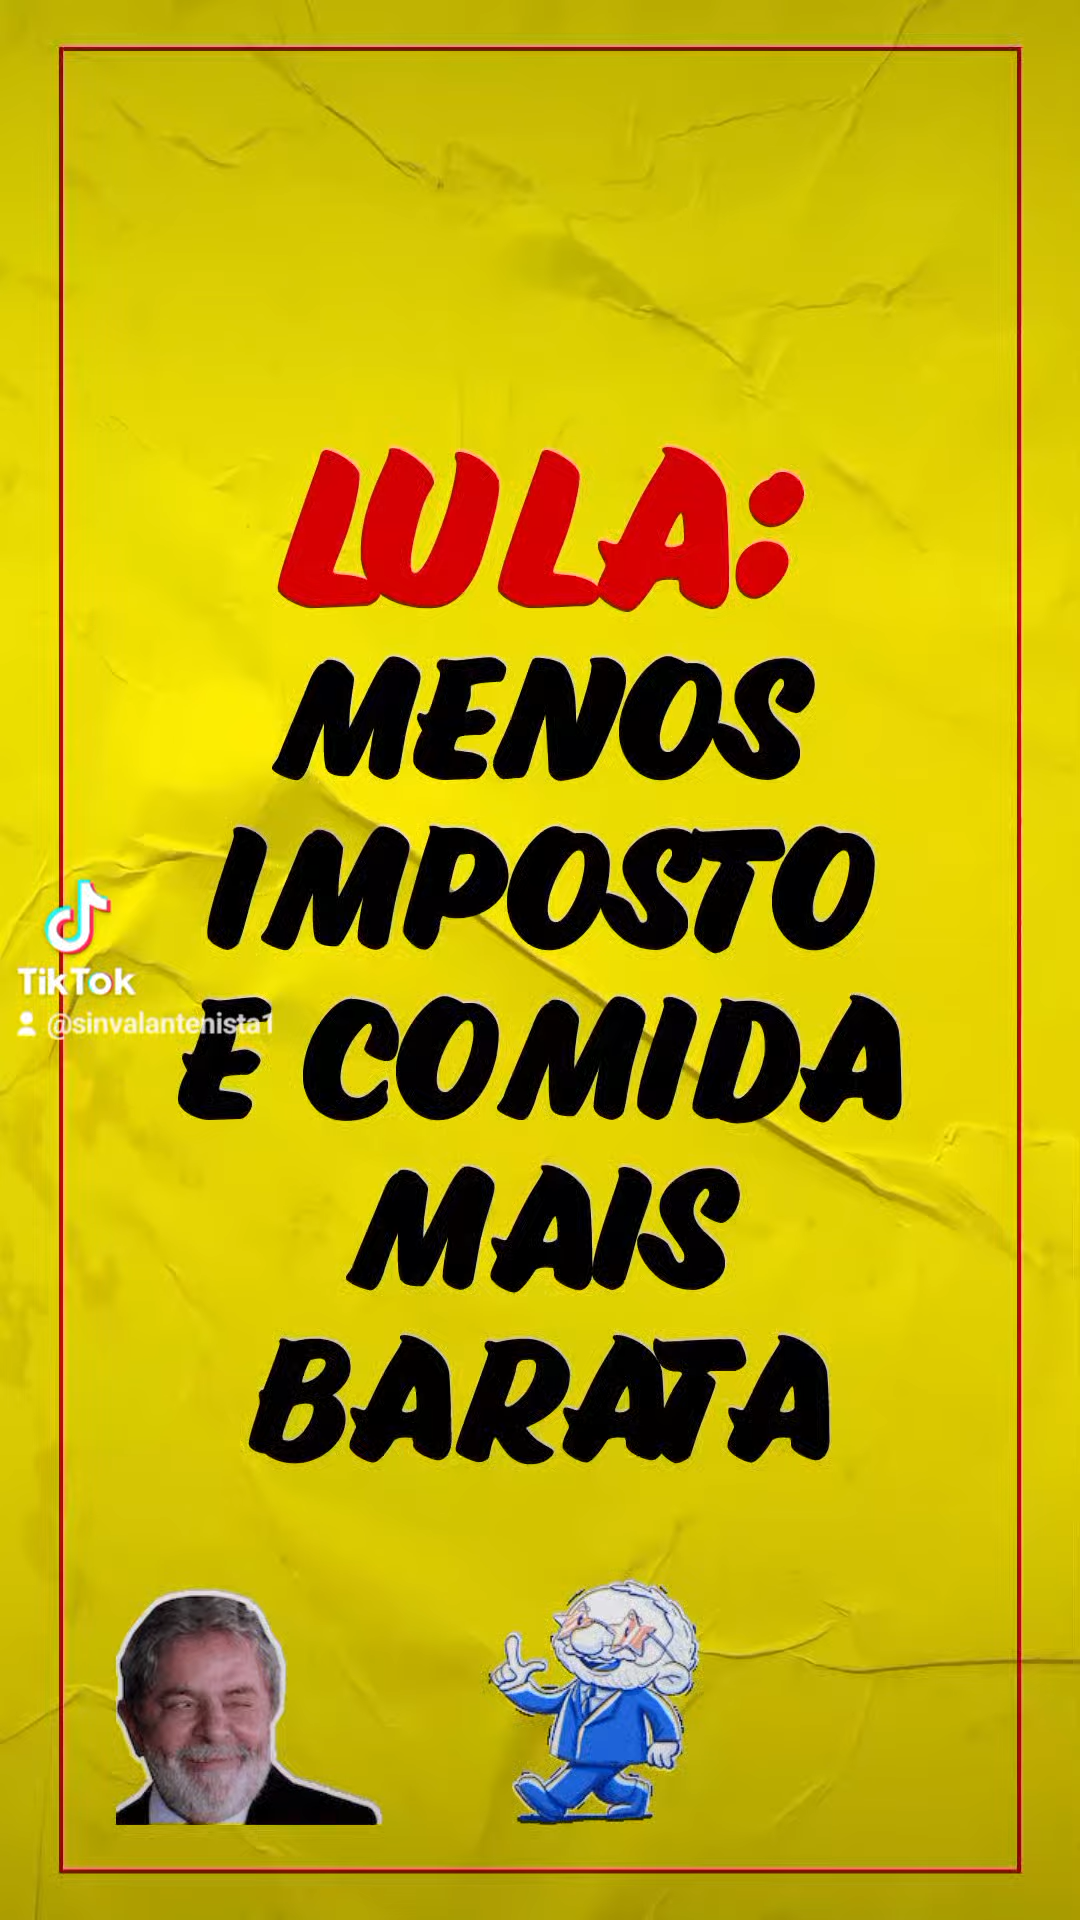 LULA:
MENOS
IMPOSTO
E COMIDA
MAIS
BARATA
TikTok
@sinvalantenista1